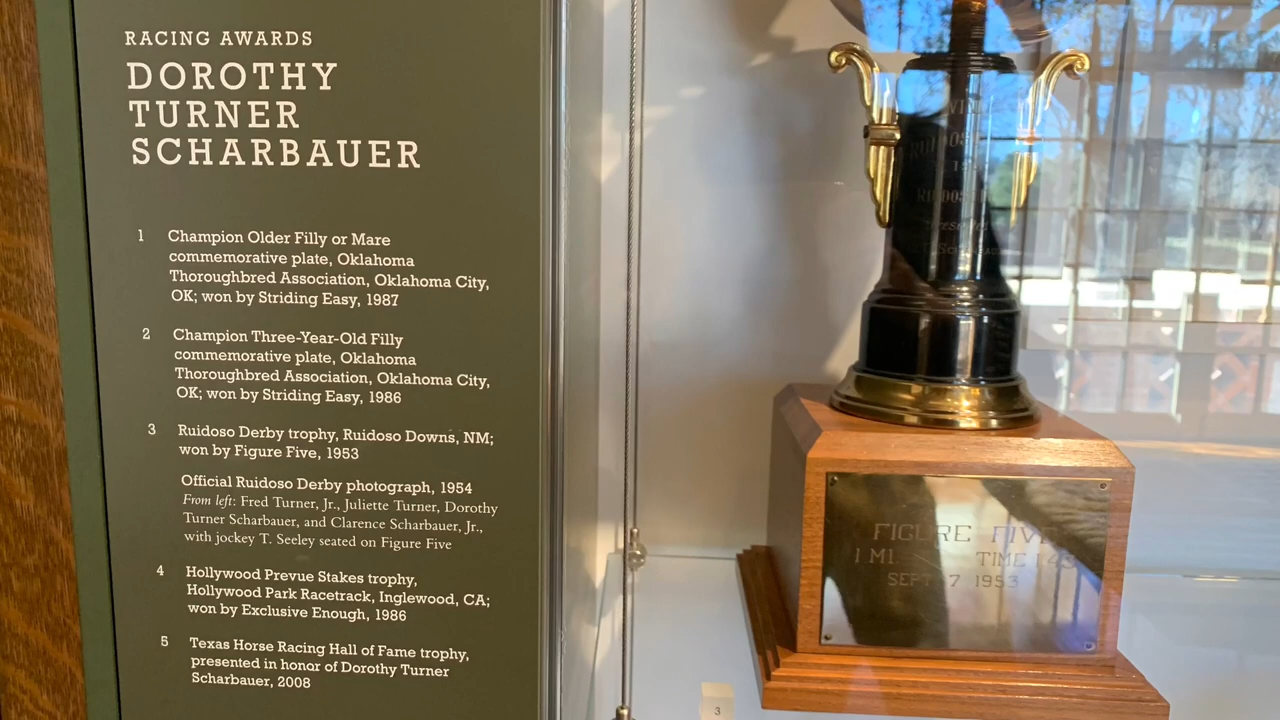 RACING AWARDS
DOROTHY
TURNER
SCHARBAUER
1 Champion Older Filly or Mare
commemorative plate, Oklahoma
Thoroughbred Association, Oklahoma City,
OK; won by Striding Easy, 1987
2 Champion Three-Year-Old Filly
commemorative plate, Oklahoma
Thoroughbred Association, Oklahoma City,
OK; won by Striding Easy, 1986
3 Ruidoso Derby trophy, Ruidoso Downs, NM;
won by Figure Five, 1953
Official Ruidoso Derby photograph, 1954
From left: Fred Turner, Jr., Juliette Turner, Dorothy
Turner Scharbauer, and Clarence Scharbauer, Jr.,
with jockey T. Seeley seated on Figure Five
4 Hollywood Prevue Stakes trophy,
Hollywood Park Racetrack, Inglewood, CA;
won by Exclusive Enough, 1986
5 Texas Horse Racing Hall of Fame trophy,
presented in honor of Dorothy Turner
Scharbauer, 2008
FIGURE FIVE
1 MI. TIME 1:43
SEPT 7 1953
3